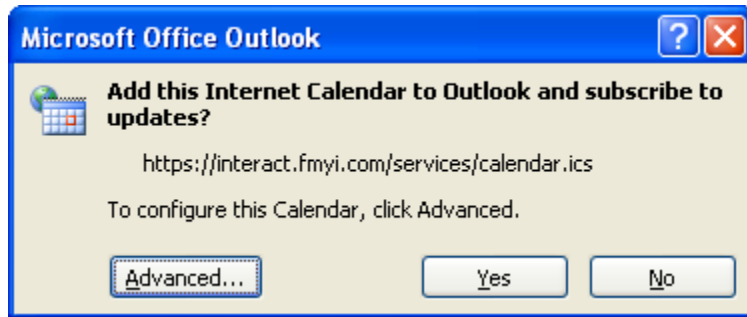 Microsoft Office Outlook
?
Add this Internet Calendar to Outlook and subscribe to
updates?
https://interact.fmyi.com/services/calendar.ics
To configure this Calendar, click Advanced.
Advanced... Yes No